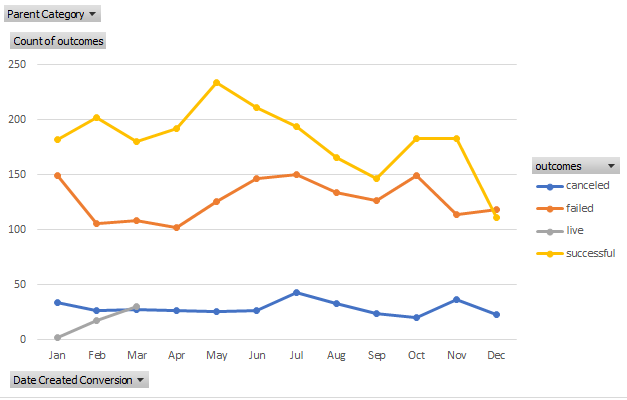 Parent Category
Count of outcomes
250
200
150
100
50
0
Jan Feb Mar Apr May Jun Jul Aug Sep Oct Nov Dec
outcomes
canceled
failed
live
successful
Date Created Conversion